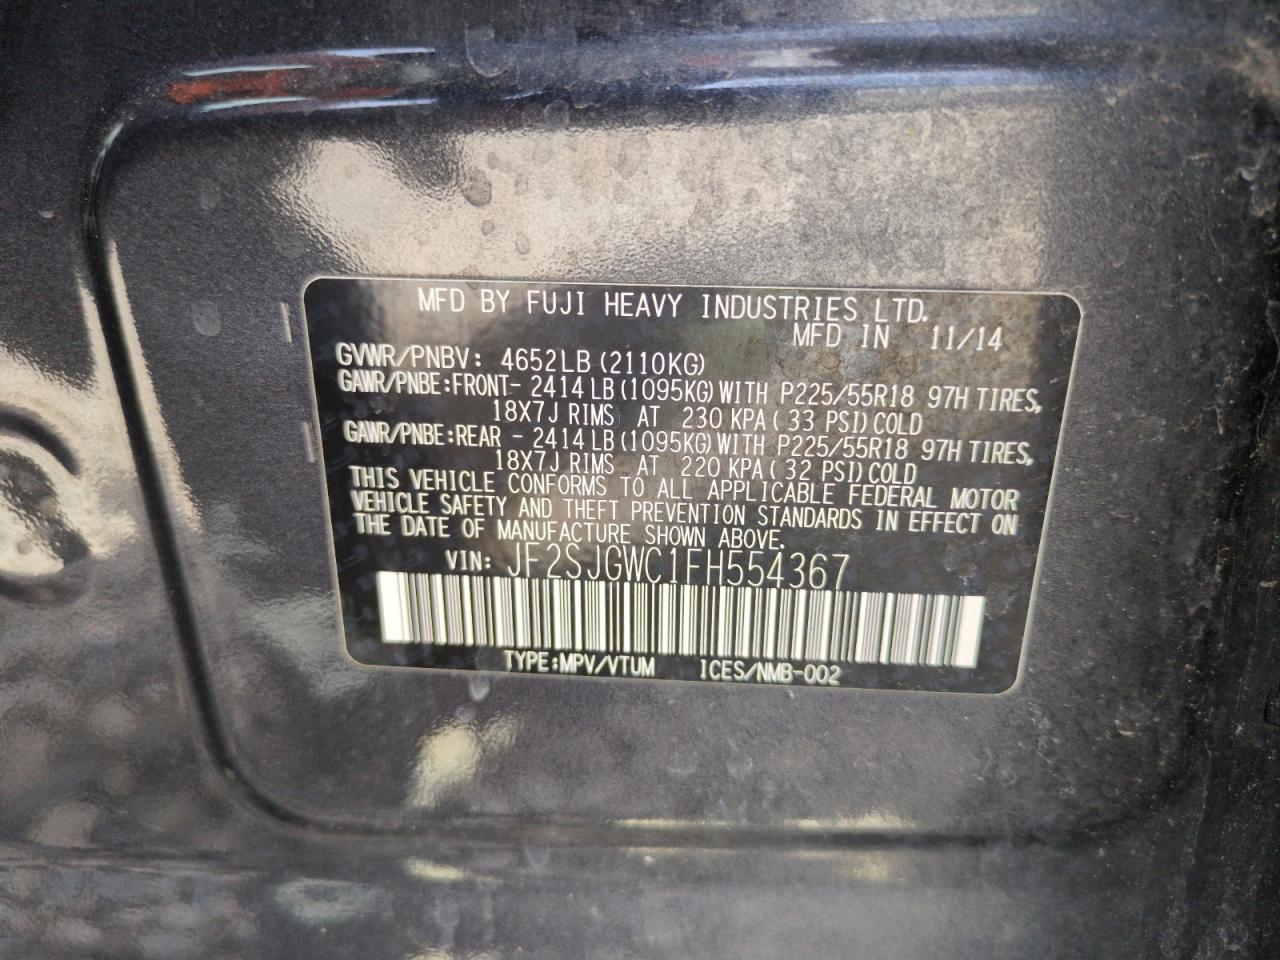 MFD BY FUJI HEAVY INDUSTRIES LTD.
MFD IN 11/14
GVWR/PNBV: 4652LB (2110KG)
GAWR/PNBE:FRONT- 2414 LB (1095KG) WITH P225/55R18 97H TIRES,
18X7J RIMS AT 230 KPA ( 33 PSI) COLD
GAWR/PNBE:REAR - 2414 LB (1095KG) WITH P225/55R18 97H TIRES,
18X7J RIMS AT 220 KPA ( 32 PSI) COLD
THIS VEHICLE CONFORMS TO ALL APPLICABLE FEDERAL MOTOR
VEHICLE SAFETY AND THEFT PREVENTION STANDARDS IN EFFECT ON
THE DATE OF MANUFACTURE SHOWN ABOVE.
VIN: JF2SJGWC1FH554367
TYPE:MPV/VTUM ICES/NMB-002